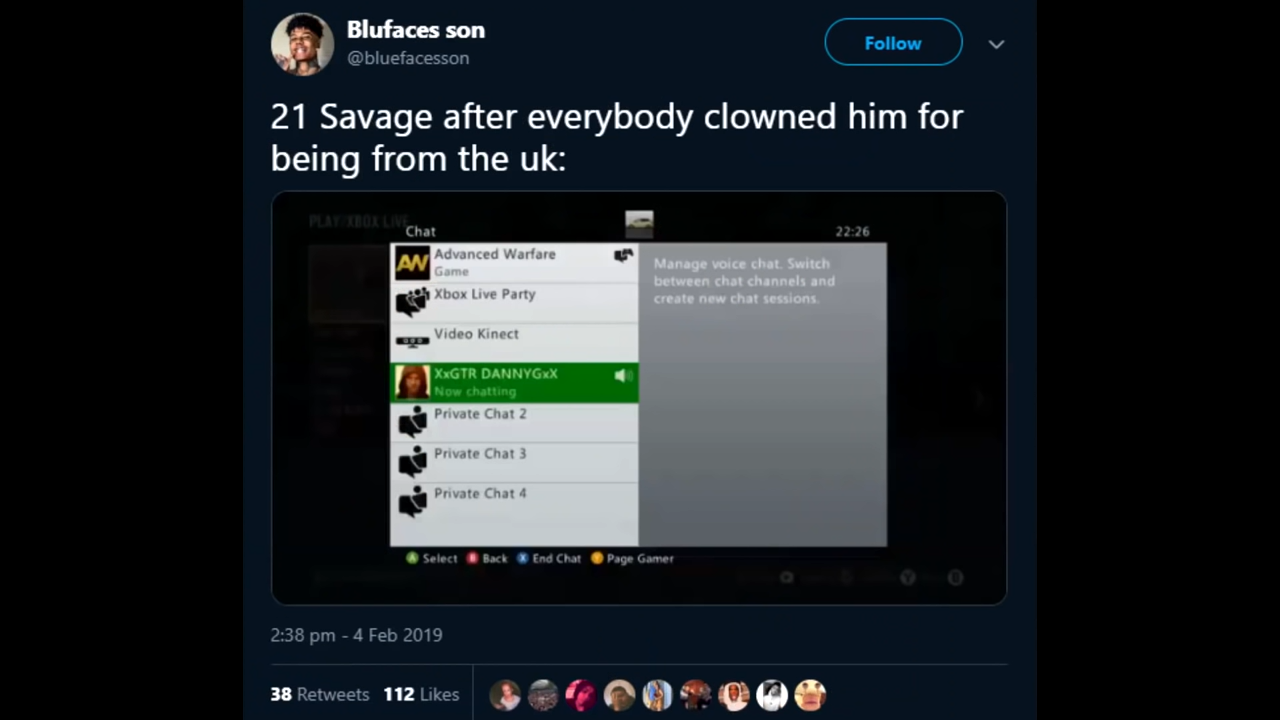 Blufaces son
@bluefacesson
Follow
21 Savage after everybody clowned him for
being from the uk:
PLAY XBOX LIVE
Chat
22:26
AW
Advanced Warfare
Game
Xbox Live Party
Video Kinect
XxGTR DANNYGxX
Now chatting
Private Chat 2
Private Chat 3
Private Chat 4
Manage voice chat. Switch
between chat channels and
create new chat sessions.
A Select B Back X End Chat Y Page Gamer
Y
2:38 pm - 4 Feb 2019
38 Retweets 112 Likes